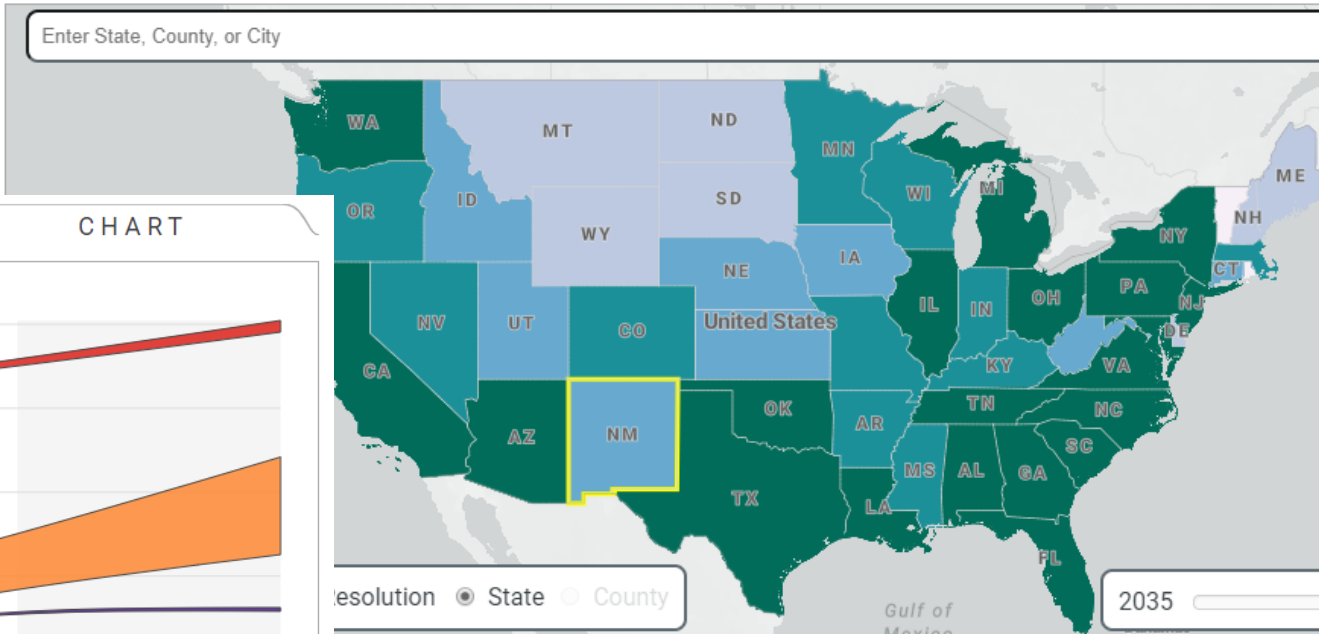 Enter State, County, or City
WA
MT
ND
MN
OR
ID
WY
SD
WI
MI
ME
NH
NY
CHART
NE
IA
CT
PA
NJ
NV
UT
CO
United States
IL
IN
OH
DE
CA
KY
VA
AZ
NM
OK
AR
TN
NC
SC
TX
LA
MS
AL
GA
FL
Resolution
State
County
Gulf of
Mexico
2035